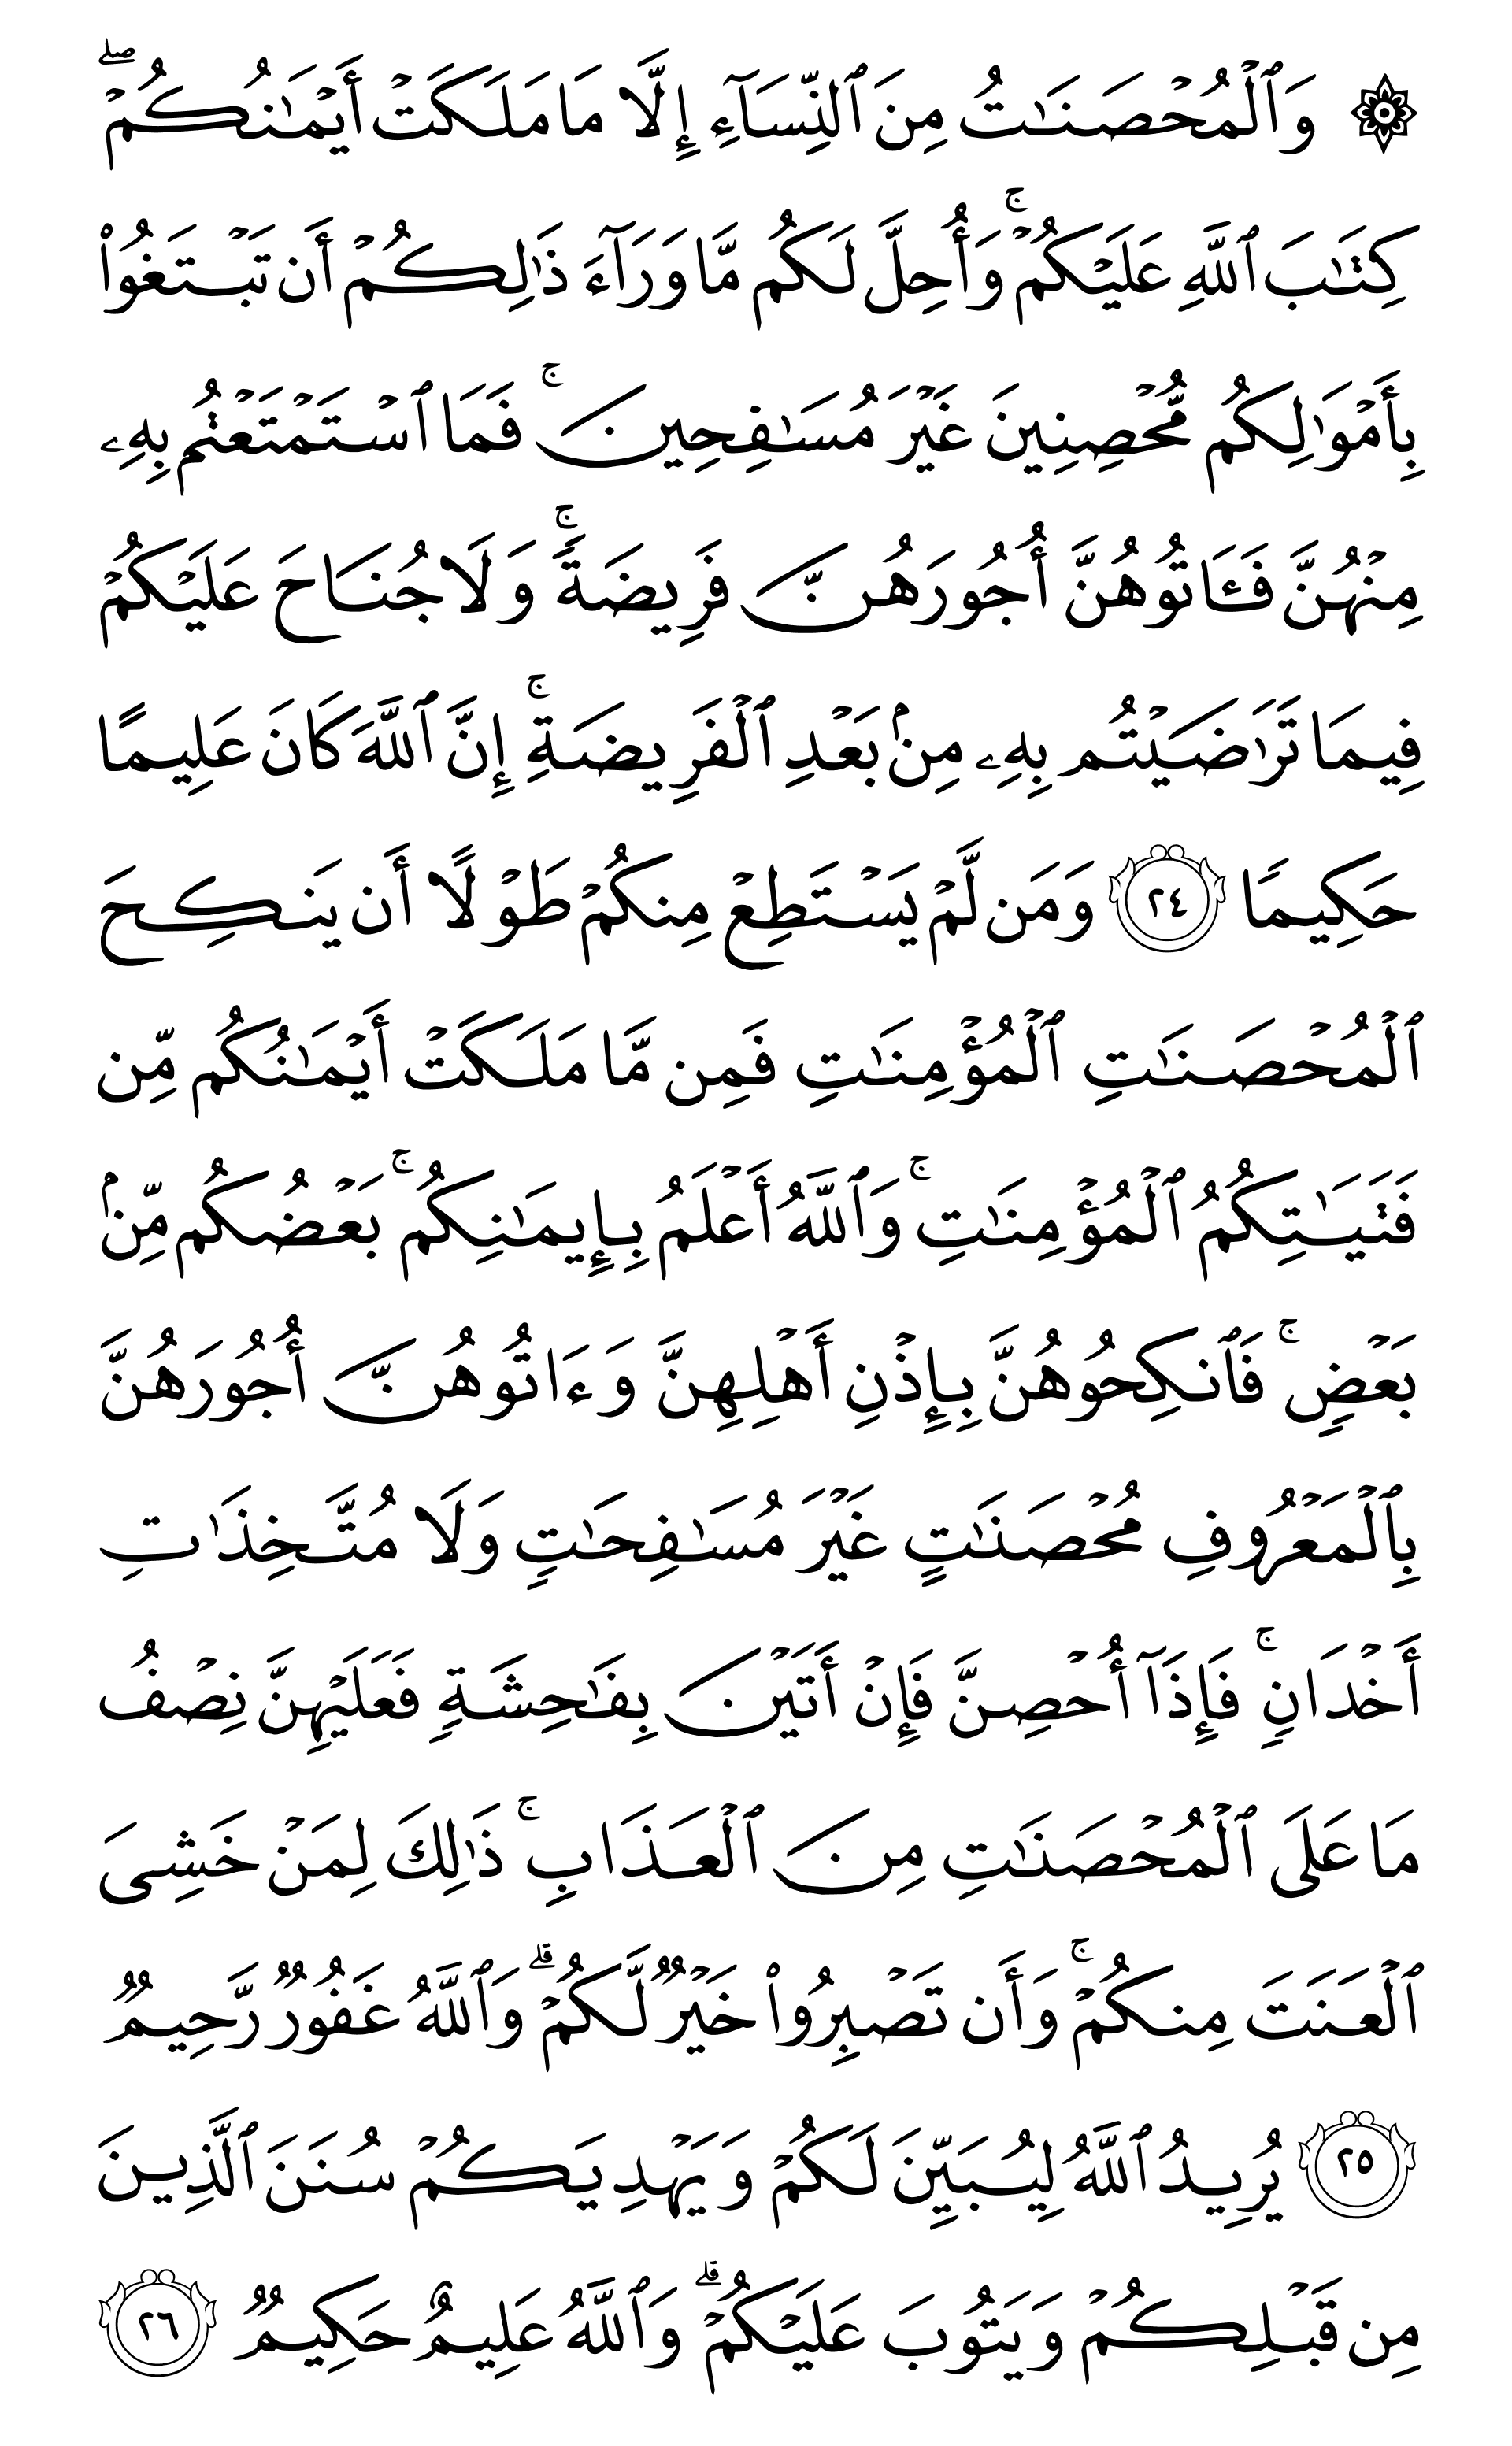 ۞ وَٱلْمُحْصَنَٰتُ مِنَ ٱلنِّسَآءِ إِلَّا مَا مَلَكَتْ أَيْمَٰنُكُمْ ۖ
كِتَٰبَ ٱللَّهِ عَلَيْكُمْ ۚ وَأُحِلَّ لَكُم مَّا وَرَآءَ ذَٰلِكُمْ أَن تَبْتَغُوا۟
بِأَمْوَٰلِكُم مُّحْصِنِينَ غَيْرَ مُسَٰفِحِينَ ۚ فَمَا ٱسْتَمْتَعْتُم بِهِۦ
مِنْهُنَّ فَـَٔاتُوهُنَّ أُجُورَهُنَّ فَرِيضَةً ۚ وَلَا جُنَاحَ عَلَيْكُمْ
فِيمَا تَرَٰضَيْتُم بِهِۦ مِنۢ بَعْدِ ٱلْفَرِيضَةِ ۚ إِنَّ ٱللَّهَ كَانَ عَلِيمًا
حَكِيمًا ٢٤ وَمَن لَّمْ يَسْتَطِعْ مِنكُمْ طَوْلًا أَن يَنكِحَ
ٱلْمُحْصَنَٰتِ ٱلْمُؤْمِنَٰتِ فَمِن مَّا مَلَكَتْ أَيْمَٰنُكُم مِّن
فَتَيَٰتِكُمُ ٱلْمُؤْمِنَٰتِ ۚ وَٱللَّهُ أَعْلَمُ بِإِيمَٰنِكُم ۚ بَعْضُكُم مِّنۢ
بَعْضٍ ۚ فَٱنكِحُوهُنَّ بِإِذْنِ أَهْلِهِنَّ وَءَاتُوهُنَّ أُجُورَهُنَّ
بِٱلْمَعْرُوفِ مُحْصَنَٰتٍ غَيْرَ مُسَٰفِحَٰتٍ وَلَا مُتَّخِذَٰتِ
أَخْدَانٍ ۚ فَإِذَآ أُحْصِنَّ فَإِنْ أَتَيْنَ بِفَٰحِشَةٍ فَعَلَيْهِنَّ نِصْفُ
مَا عَلَى ٱلْمُحْصَنَٰتِ مِنَ ٱلْعَذَابِ ۚ ذَٰلِكَ لِمَنْ خَشِىَ
ٱلْعَنَتَ مِنكُمْ ۚ وَأَن تَصْبِرُوا۟ خَيْرٌ لَّكُمْ ۗ وَٱللَّهُ غَفُورٌ رَّحِيمٌ
٢٥ يُرِيدُ ٱللَّهُ لِيُبَيِّنَ لَكُمْ وَيَهْدِيَكُمْ سُنَنَ ٱلَّذِينَ
مِن قَبْلِكُمْ وَيَتُوبَ عَلَيْكُمْ ۗ وَٱللَّهُ عَلِيمٌ حَكِيمٌ ٢٦